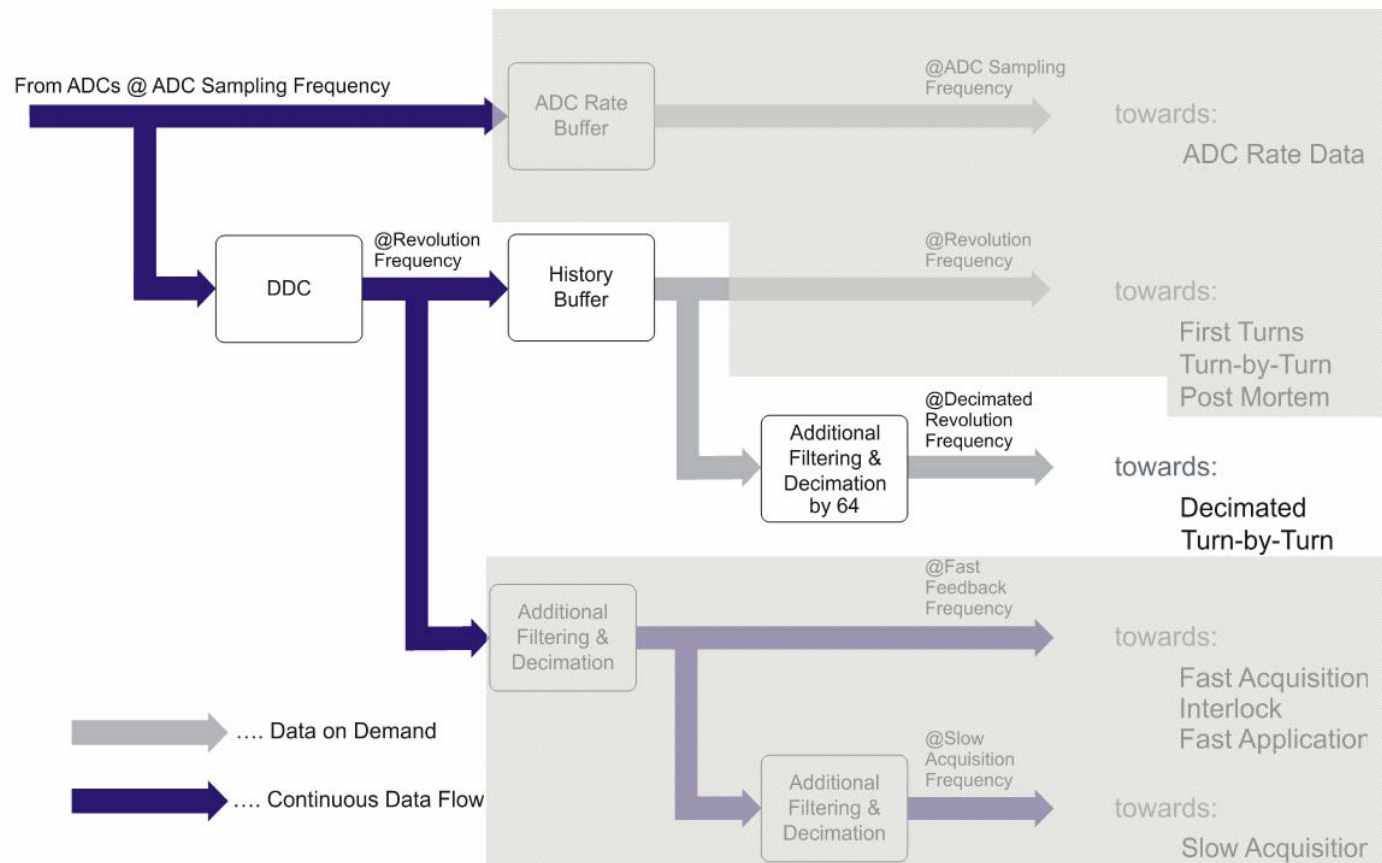 From ADCs @ ADC Sampling Frequency
ADC Rate
Buffer
@ADC Sampling
Frequency
towards:
ADC Rate Data
DDC
@Revolution
Frequency
History
Buffer
@Revolution
Frequency
towards:
First Turns
Turn-by-Turn
Post Mortem
Additional
Filtering &
Decimation
by 64
@Decimated
Revolution
Frequency
towards:
Decimated
Turn-by-Turn
Additional
Filtering &
Decimation
@Fast
Feedback
Frequency
towards:
Fast Acquisition
Interlock
Fast Application
Additional
Filtering &
Decimation
@Slow
Acquisition
Frequency
towards:
Slow Acquisition
.... Data on Demand
.... Continuous Data Flow